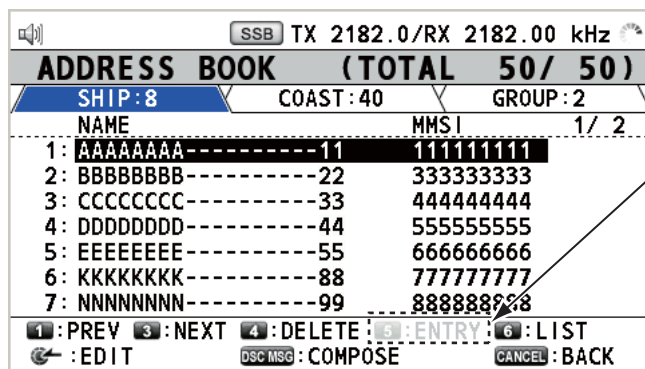 SSB TX 2182.0/RX 2182.00 kHz
ADDRESS BOOK (TOTAL 50/ 50)
SHIP:8 COAST:40 GROUP:2
NAME MMSI 1/ 2
1: AAAAAAAA----------11 111111111
2: BBBBBBBB----------22 333333333
3: CCCCCCCC----------33 444444444
4: DDDDDDDD----------44 555555555
5: EEEEEEEE----------55 666666666
6: KKKKKKKK----------88 777777777
7: NNNNNNNN----------99 888888888
1:PREV 3:NEXT 4:DELETE 5:ENTRY 6:LIST
:EDIT DSC MSG:COMPOSE CANCEL:BACK